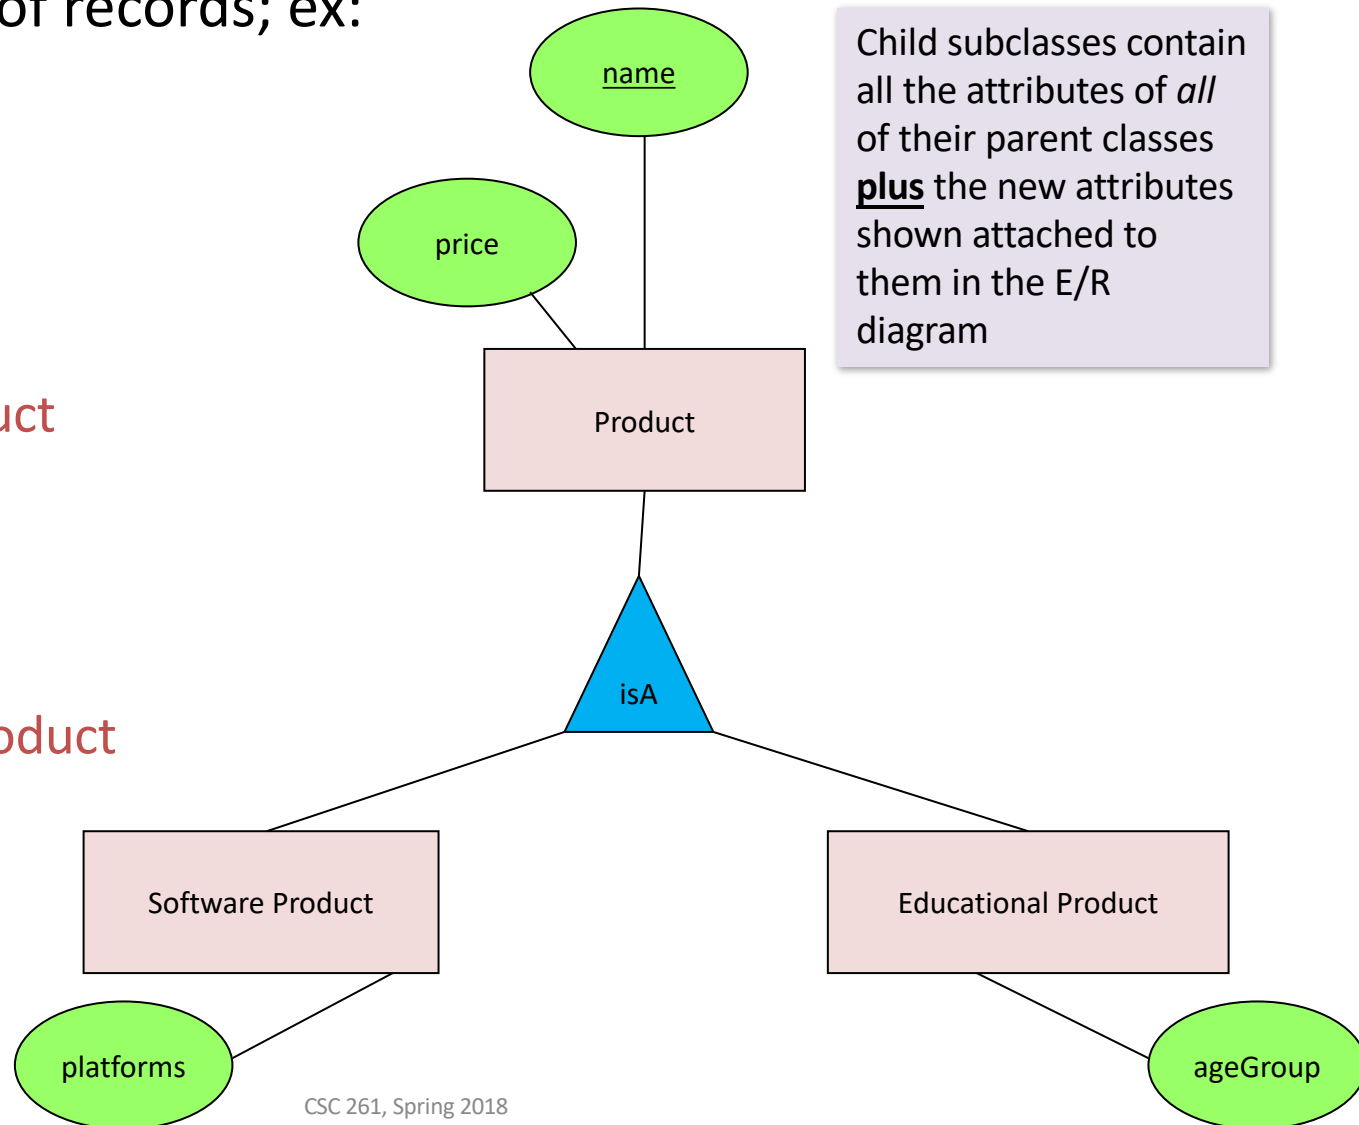 of records; ex:
name
Child subclasses contain
all the attributes of all
of their parent classes
plus the new attributes
shown attached to
them in the E/R
diagram
price
Product
uct
isA
oduct
Software Product
Educational Product
platforms
ageGroup
CSC 261, Spring 2018